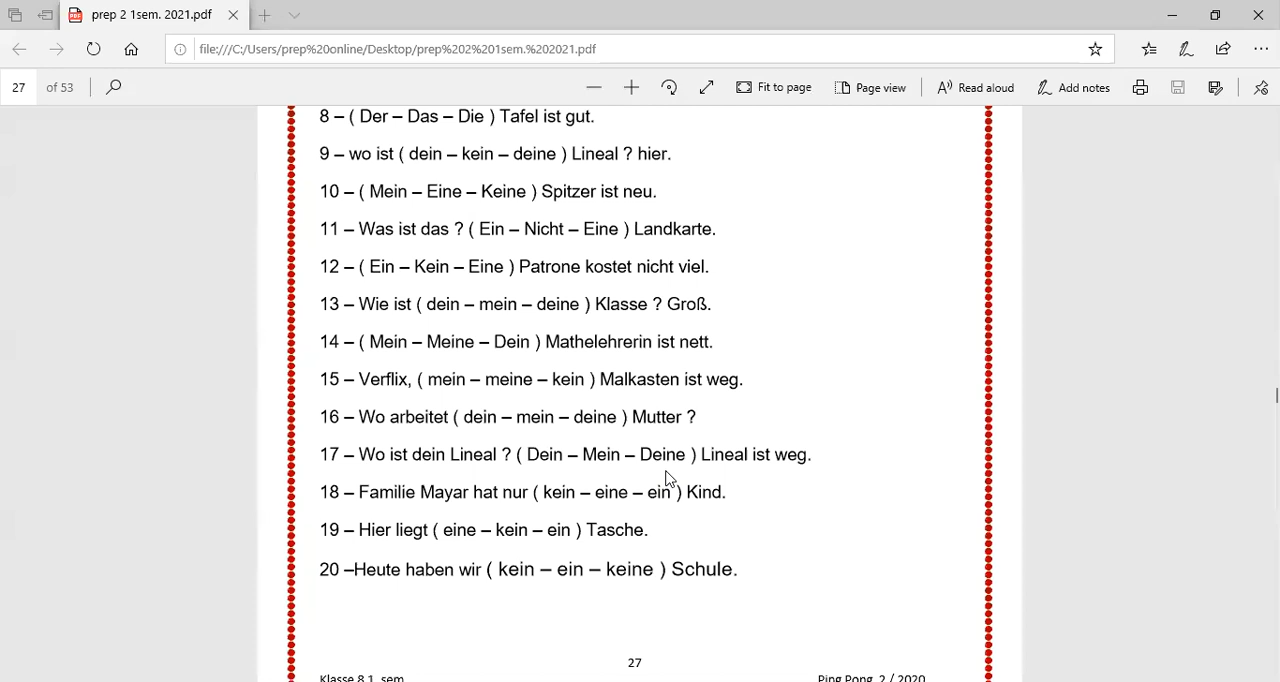 prep 2 1sem. 2021.pdf
file:///C:/Users/prep%20online/Desktop/prep%202%201sem.%202021.pdf
27 of 53 Fit to page Page view Read aloud Add notes
8 – ( Der – Das – Die ) Tafel ist gut.
9 – wo ist ( dein – kein – deine ) Lineal ? hier.
10 – ( Mein – Eine – Keine ) Spitzer ist neu.
11 – Was ist das ? ( Ein – Nicht – Eine ) Landkarte.
12 – ( Ein – Kein – Eine ) Patrone kostet nicht viel.
13 – Wie ist ( dein – mein – deine ) Klasse ? Groß.
14 – ( Mein – Meine – Dein ) Mathelehrerin ist nett.
15 – Verflix, ( mein – meine – kein ) Malkasten ist weg.
16 – Wo arbeitet ( dein – mein – deine ) Mutter ?
17 – Wo ist dein Lineal ? ( Dein – Mein – Deine ) Lineal ist weg.
18 – Familie Mayar hat nur ( kein – eine – ein ) Kind.
19 – Hier liegt ( eine – kein – ein ) Tasche.
20 –Heute haben wir ( kein – ein – keine ) Schule.
27
Klasse 8 1. sem. Ping Pong 2 / 2020